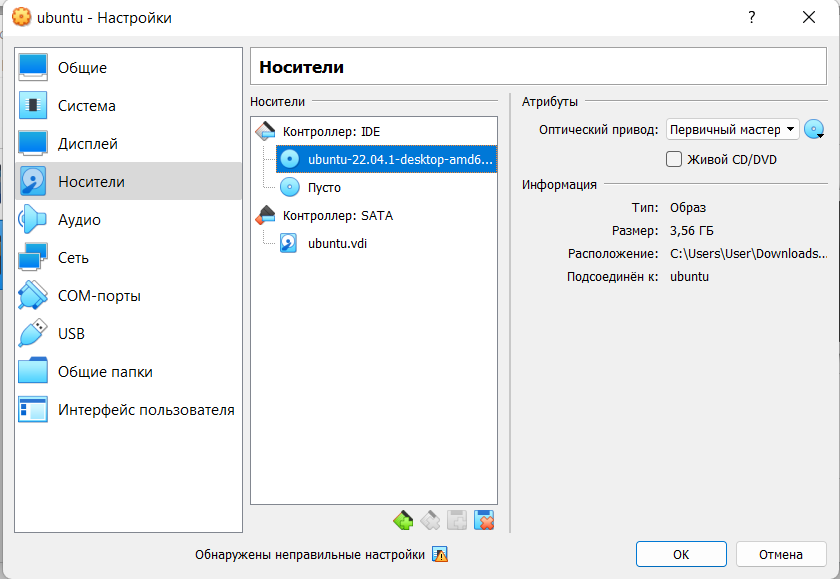 ubuntu - Настройки
?
Общие
Система
Дисплей
Носители
Аудио
Сеть
COM-порты
USB
Общие папки
Интерфейс пользователя
Носители
Носители
Контроллер: IDE
ubuntu-22.04.1-desktop-amd6...
Пусто
Контроллер: SATA
ubuntu.vdi
Атрибуты
Оптический привод: Первичный мастер
Живой CD/DVD
Информация
Тип: Образ
Размер: 3,56 ГБ
Расположение: C:\Users\User\Downloads...
Подсоединён к: ubuntu
Обнаружены неправильные настройки
OK
Отмена